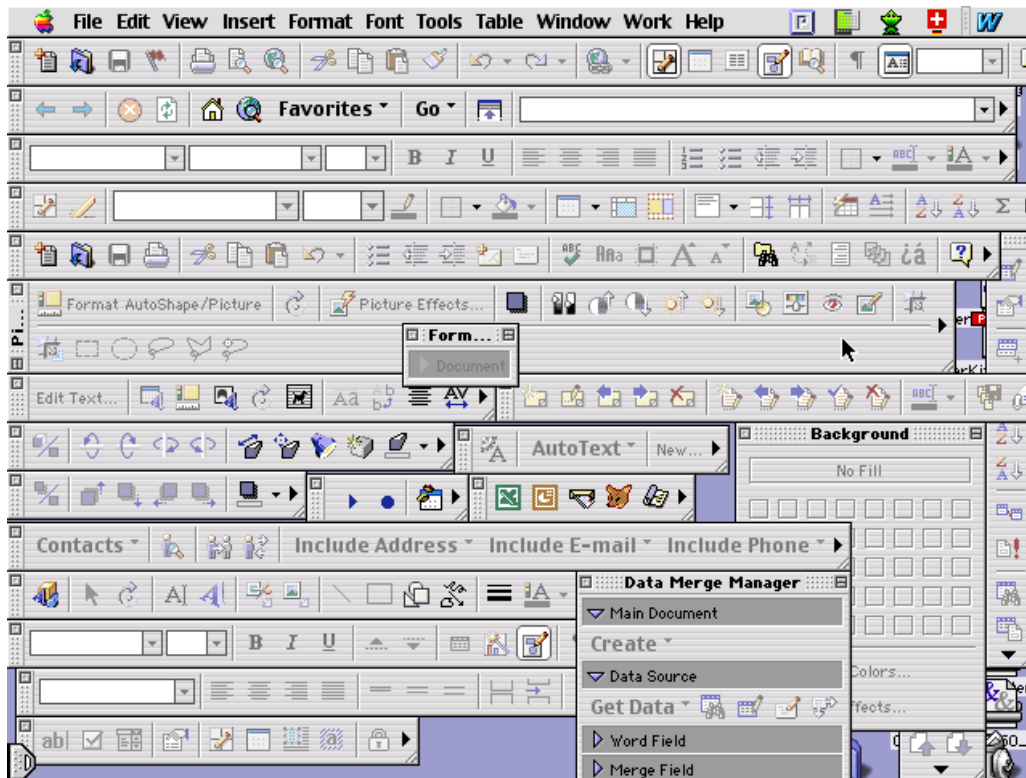 File Edit View Insert Format Font Tools Table Window Work Help
Favorites Go
B I U
Format AutoShape/Picture Picture Effects...
Pi...
Form...
Document
Edit Text...
AutoText New...
Background
No Fill
Contacts Include Address Include E-mail Include Phone
Data Merge Manager
Main Document
B I U
Create
Colors...
Data Source
Get Data
ffects...
ab|
Word Field
Merge Field